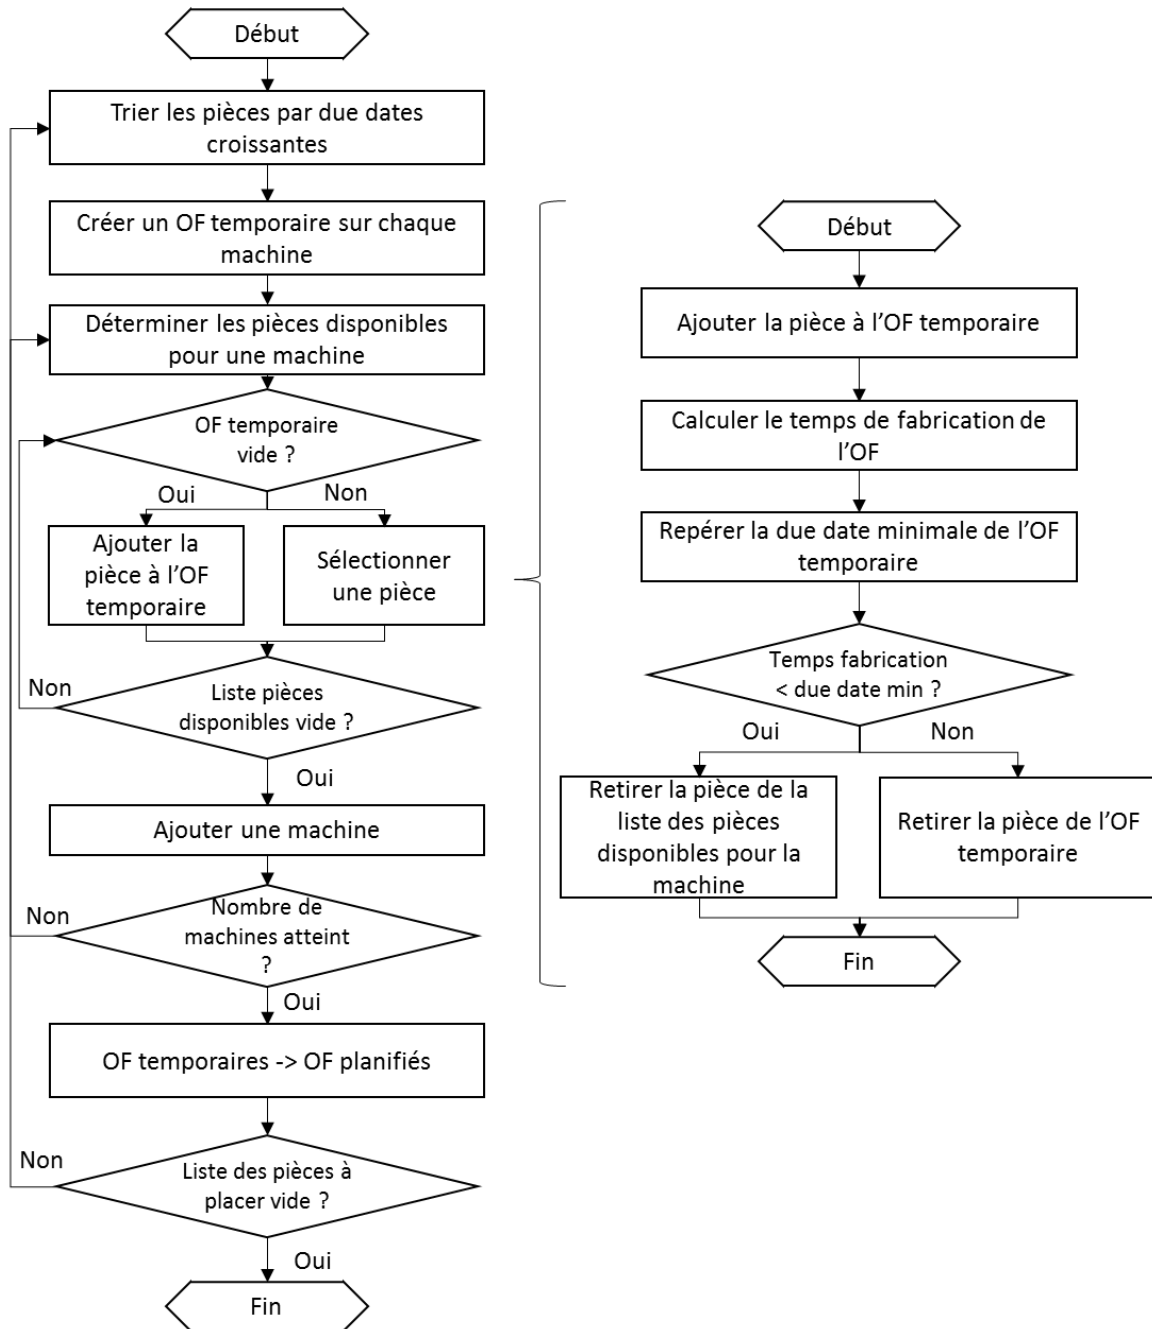 Début
Trier les pièces par due dates
croissantes
Créer un OF temporaire sur chaque
machine
Déterminer les pièces disponibles
pour une machine
OF temporaire
vide ?
Oui
Non
Ajouter la
pièce à l’OF
temporaire
Sélectionner
une pièce
Non
Liste pièces
disponibles vide ?
Oui
Ajouter une machine
Non
Nombre de
machines atteint
?
Oui
OF temporaires -> OF planifiés
Non
Liste des pièces à
placer vide ?
Oui
Fin
Début
Ajouter la pièce à l’OF temporaire
Calculer le temps de fabrication de
l’OF
Repérer la due date minimale de l’OF
temporaire
Temps fabrication
< due date min ?
Oui
Non
Retirer la pièce de la
liste des pièces
disponibles pour la
machine
Retirer la pièce de l’OF
temporaire
Fin